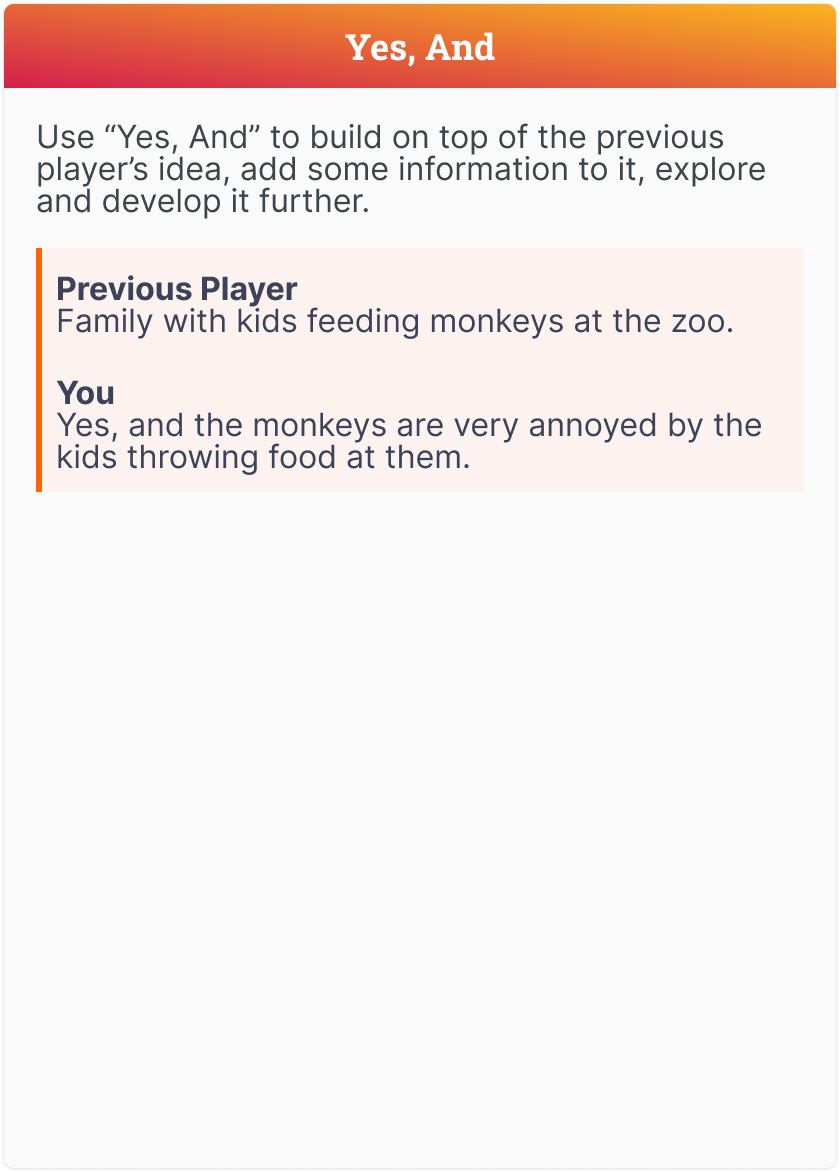 Yes, And
Use “Yes, And” to build on top of the previous
player’s idea, add some information to it, explore
and develop it further.
Previous Player
Family with kids feeding monkeys at the zoo.
You
Yes, and the monkeys are very annoyed by the
kids throwing food at them.